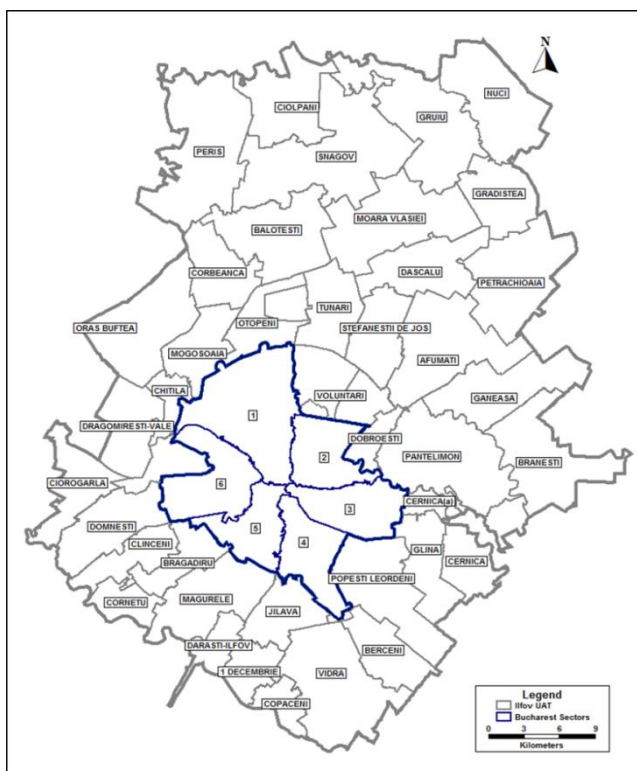 N
NUCI
CIOLPANI
GRUIU
PERIS
SNAGOV
GRADISTEA
MOARA VLASIEI
BALOTESTI
CORBEANCA
DASCALU
PETRACHIOAIA
TUNARI
OTOPENI
ORAS BUFTEA
STEFANESTII DE JOS
MOGOSOAIA
AFUMATI
CHITILA
VOLUNTARI
GANEASA
1
DRAGOMIRESTI-VALE
DOBROESTI
2
PANTELIMON
BRANESTI
CIOROGARLA
6
CERNICA(a)
3
DOMNESTI
5
4
CLINCENI
GLINA
CERNICA
BRAGADIRU
POPESTI LEORDENI
CORNETU
MAGURELE
JILAVA
DARASTI-ILFOV
BERCENI
1 DECEMBRIE
VIDRA
COPACENI
Legend
Ilfov UAT
Bucharest Sectors
0 3 6 9
Kilometers